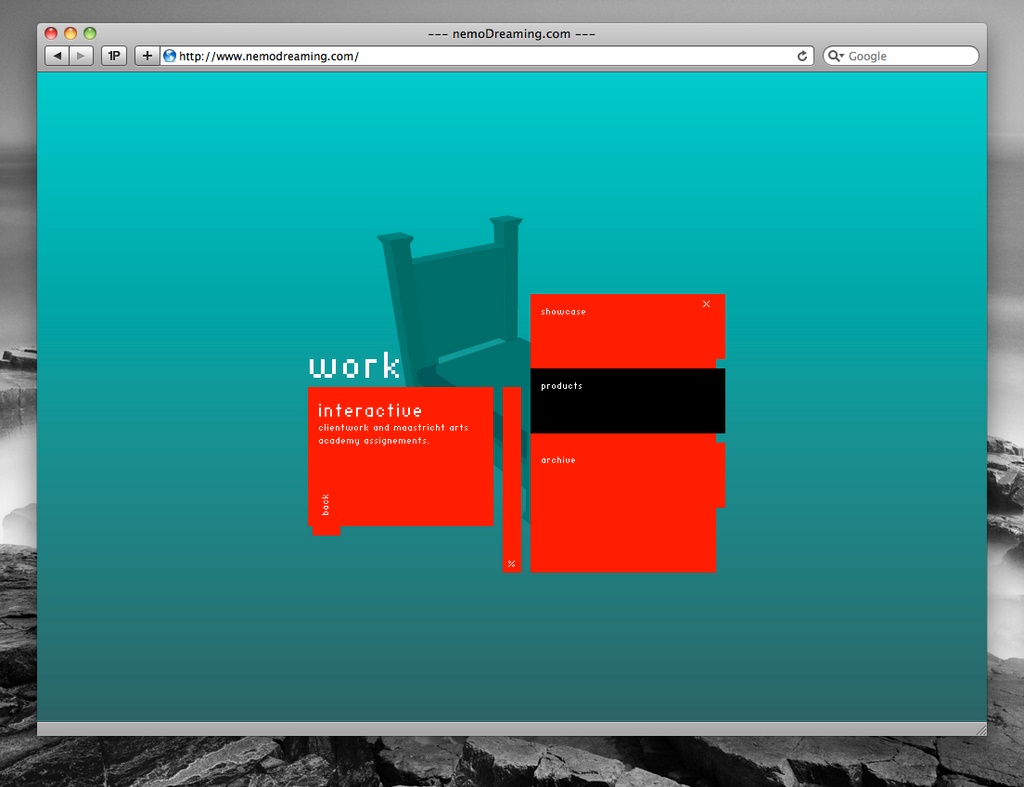 --- nemoDreaming.com ---
1P
http://www.nemodreaming.com/
Google
work
interactive
clientwork and maastricht arts
academy assignements.
back
%
showcase
products
archive